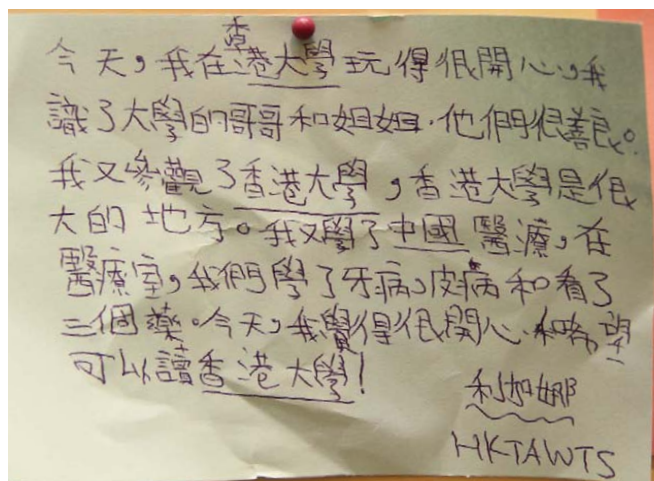 今天，我在香港大學玩得很開心，我
識了大學的哥哥和姐姐．他們很善良。
我又參觀了香港大學，香港大學是很
大的地方。我又學了中國醫療，在
醫療室，我們學了牙病，皮病和看了
三個藥．今天，我覺得很開心．和希望
可以讀香港大學！
利加娜
HKTAWTS